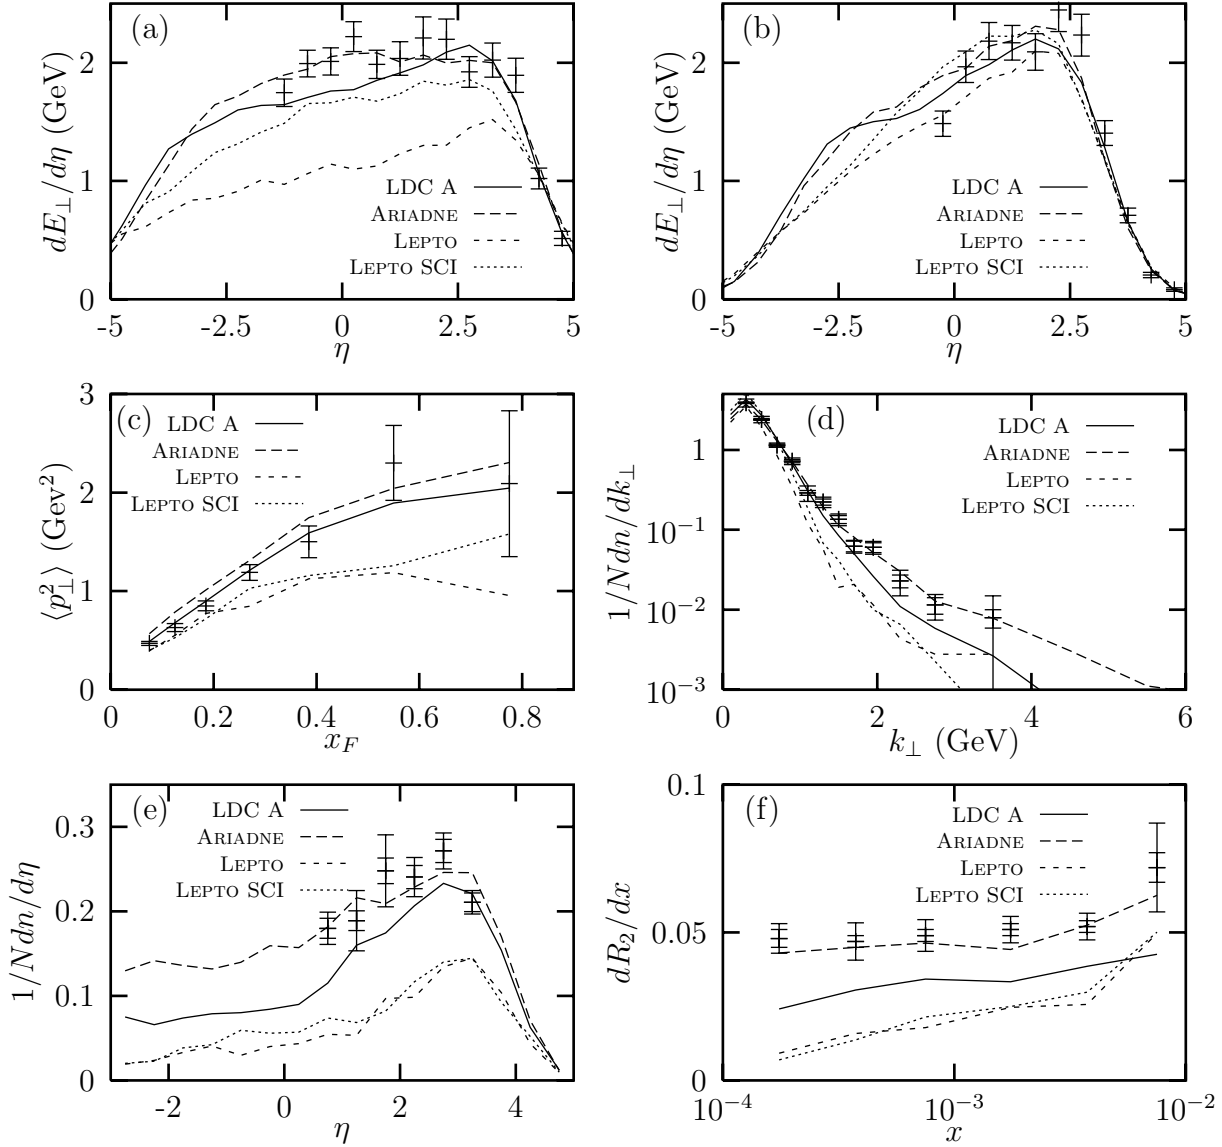 (a)
dE⊥/dη (GeV)
2
1
0
LDC A
ARIADNE
LEPTO
LEPTO SCI
-5 -2.5 0 2.5 5
η
(b)
dE⊥/dη (GeV)
2
1
0
LDC A
ARIADNE
LEPTO
LEPTO SCI
-5 -2.5 0 2.5 5
η
(c)
⟨p²⊥⟩ (Gev²)
3
2
1
0
LDC A
ARIADNE
LEPTO
LEPTO SCI
0 0.2 0.4 0.6 0.8
x_F
(d)
1/Ndn/dk⊥
1
10⁻¹
10⁻²
10⁻³
LDC A
ARIADNE
LEPTO
LEPTO SCI
0 2 4 6
k⊥ (GeV)
(e)
1/Ndn/dη
0.3
0.2
0.1
0
LDC A
ARIADNE
LEPTO
LEPTO SCI
-2 0 2 4
η
(f)
dR₂/dx
0.1
0.05
0
LDC A
ARIADNE
LEPTO
LEPTO SCI
10⁻⁴ 10⁻³ 10⁻²
x